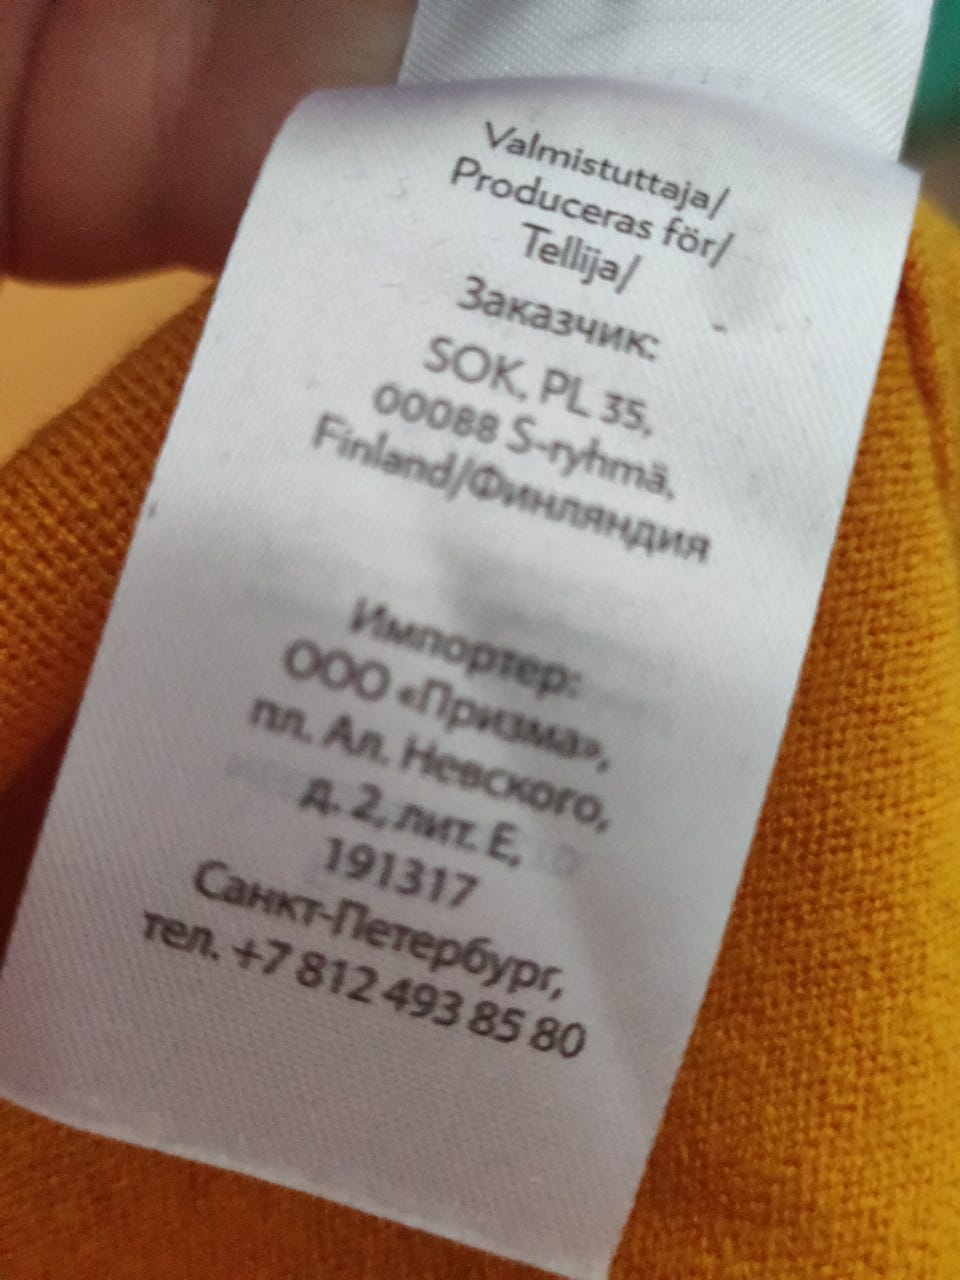 Valmistuttaja/
Produceras för/
Tellija/
Заказчик:
SOK, PL 35,
00088 S-ryhmä,
Finland/Финляндия
Импортер:
ООО «Призма»,
пл. Ал. Невского,
д. 2, лит. Е,
191317
Санкт-Петербург,
тел. +7 812 493 85 80